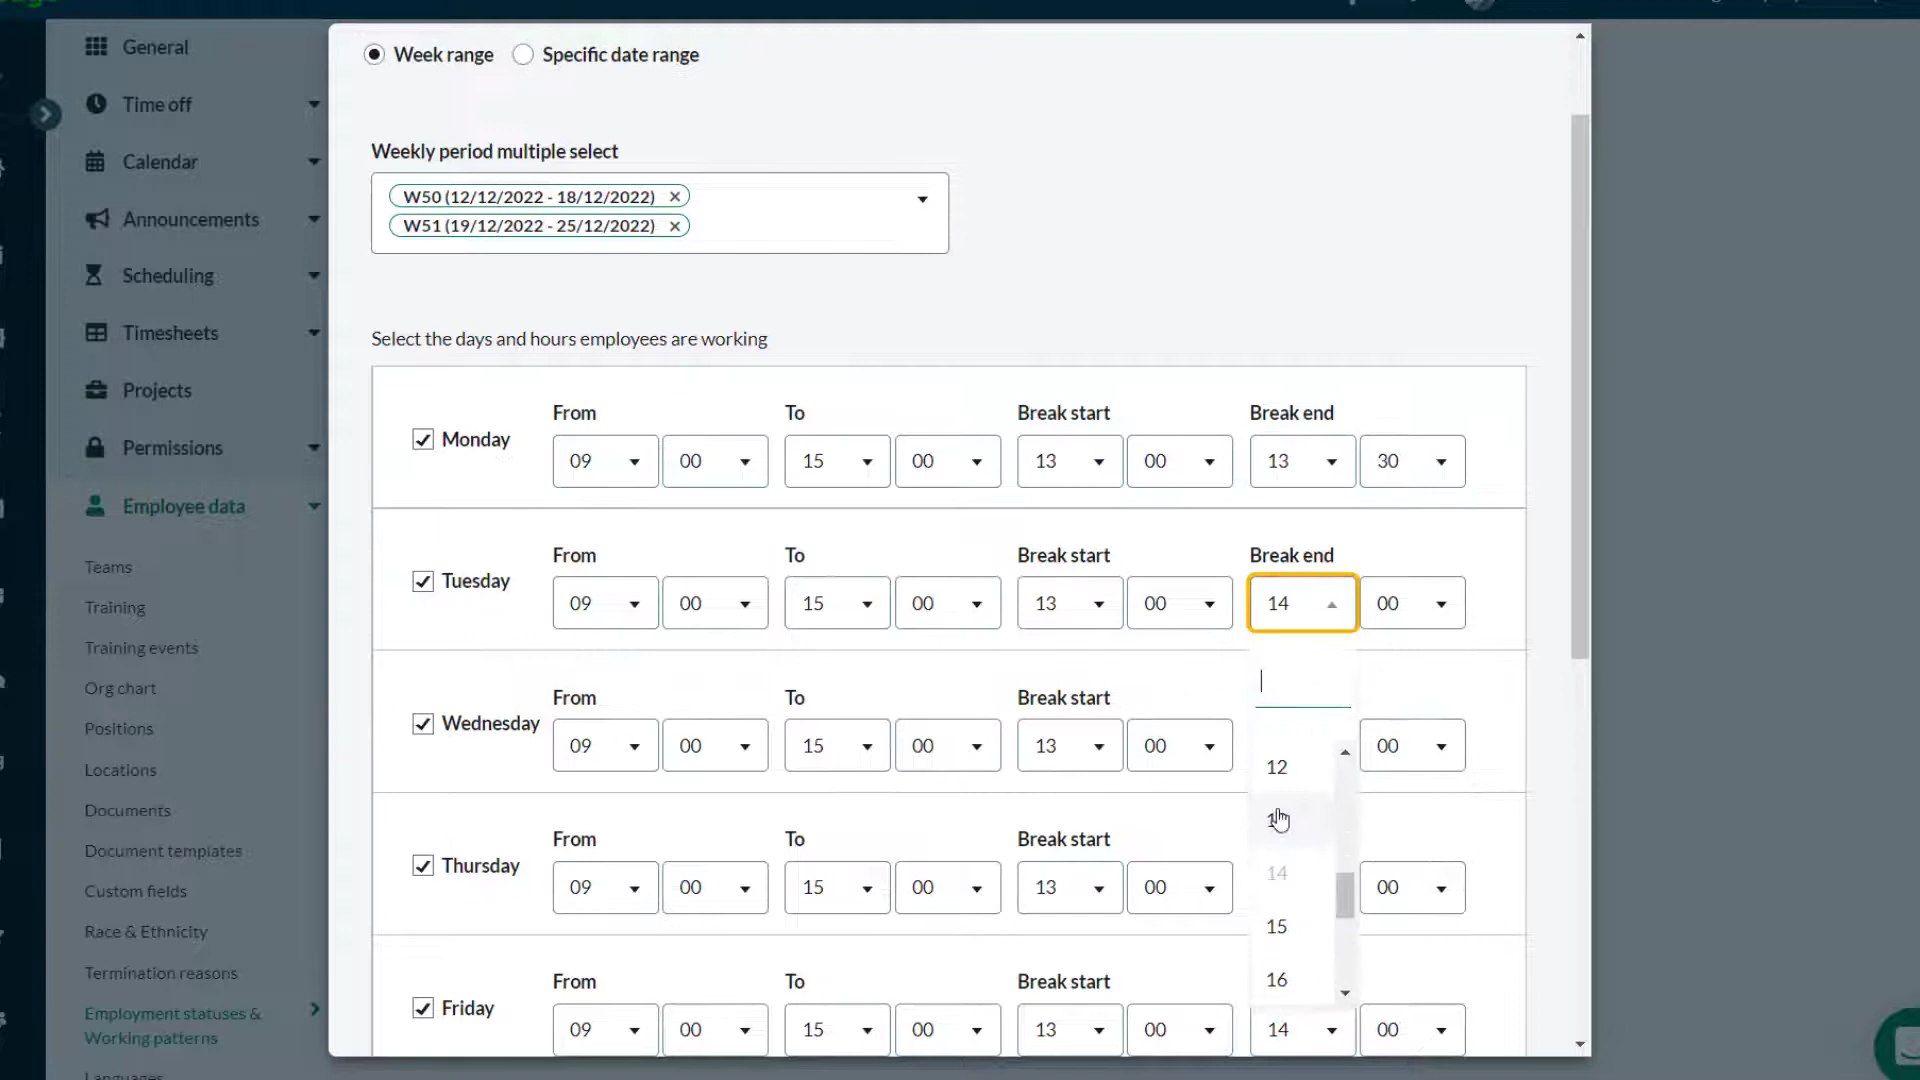 General
Time off
Calendar
Announcements
Scheduling
Timesheets
Projects
Permissions
Employee data
Teams
Training
Training events
Org chart
Positions
Locations
Documents
Document templates
Custom fields
Race & Ethnicity
Termination reasons
Employment statuses &
Working patterns
Languages
Week range Specific date range
Weekly period multiple select
W50 (12/12/2022 - 18/12/2022) ×
W51 (19/12/2022 - 25/12/2022) ×
Select the days and hours employees are working
From To Break start Break end
Monday 09 00 15 00 13 00 13 30
From To Break start Break end
Tuesday 09 00 15 00 13 00 14 00
From To Break start
Wednesday 09 00 15 00 13 00 00
From To Break start
Thursday 09 00 15 00 13 00 00
From To Break start
Friday 09 00 15 00 13 00 14 00
12
14
15
16